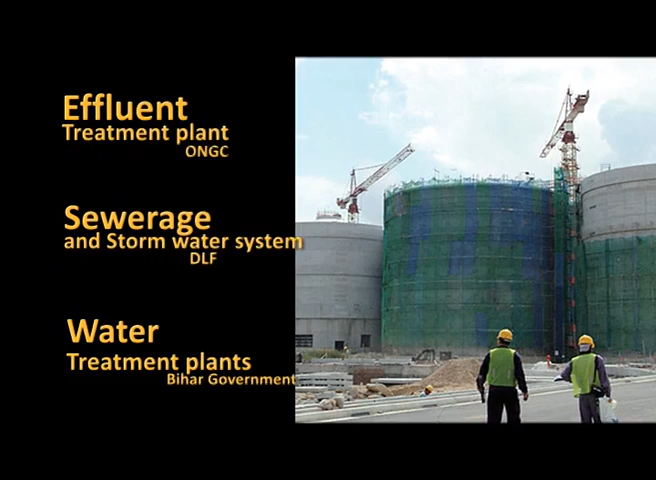 Effluent
Treatment plant
ONGC
Sewerage
and Storm water system
DLF
Water
Treatment plants
Bihar Government